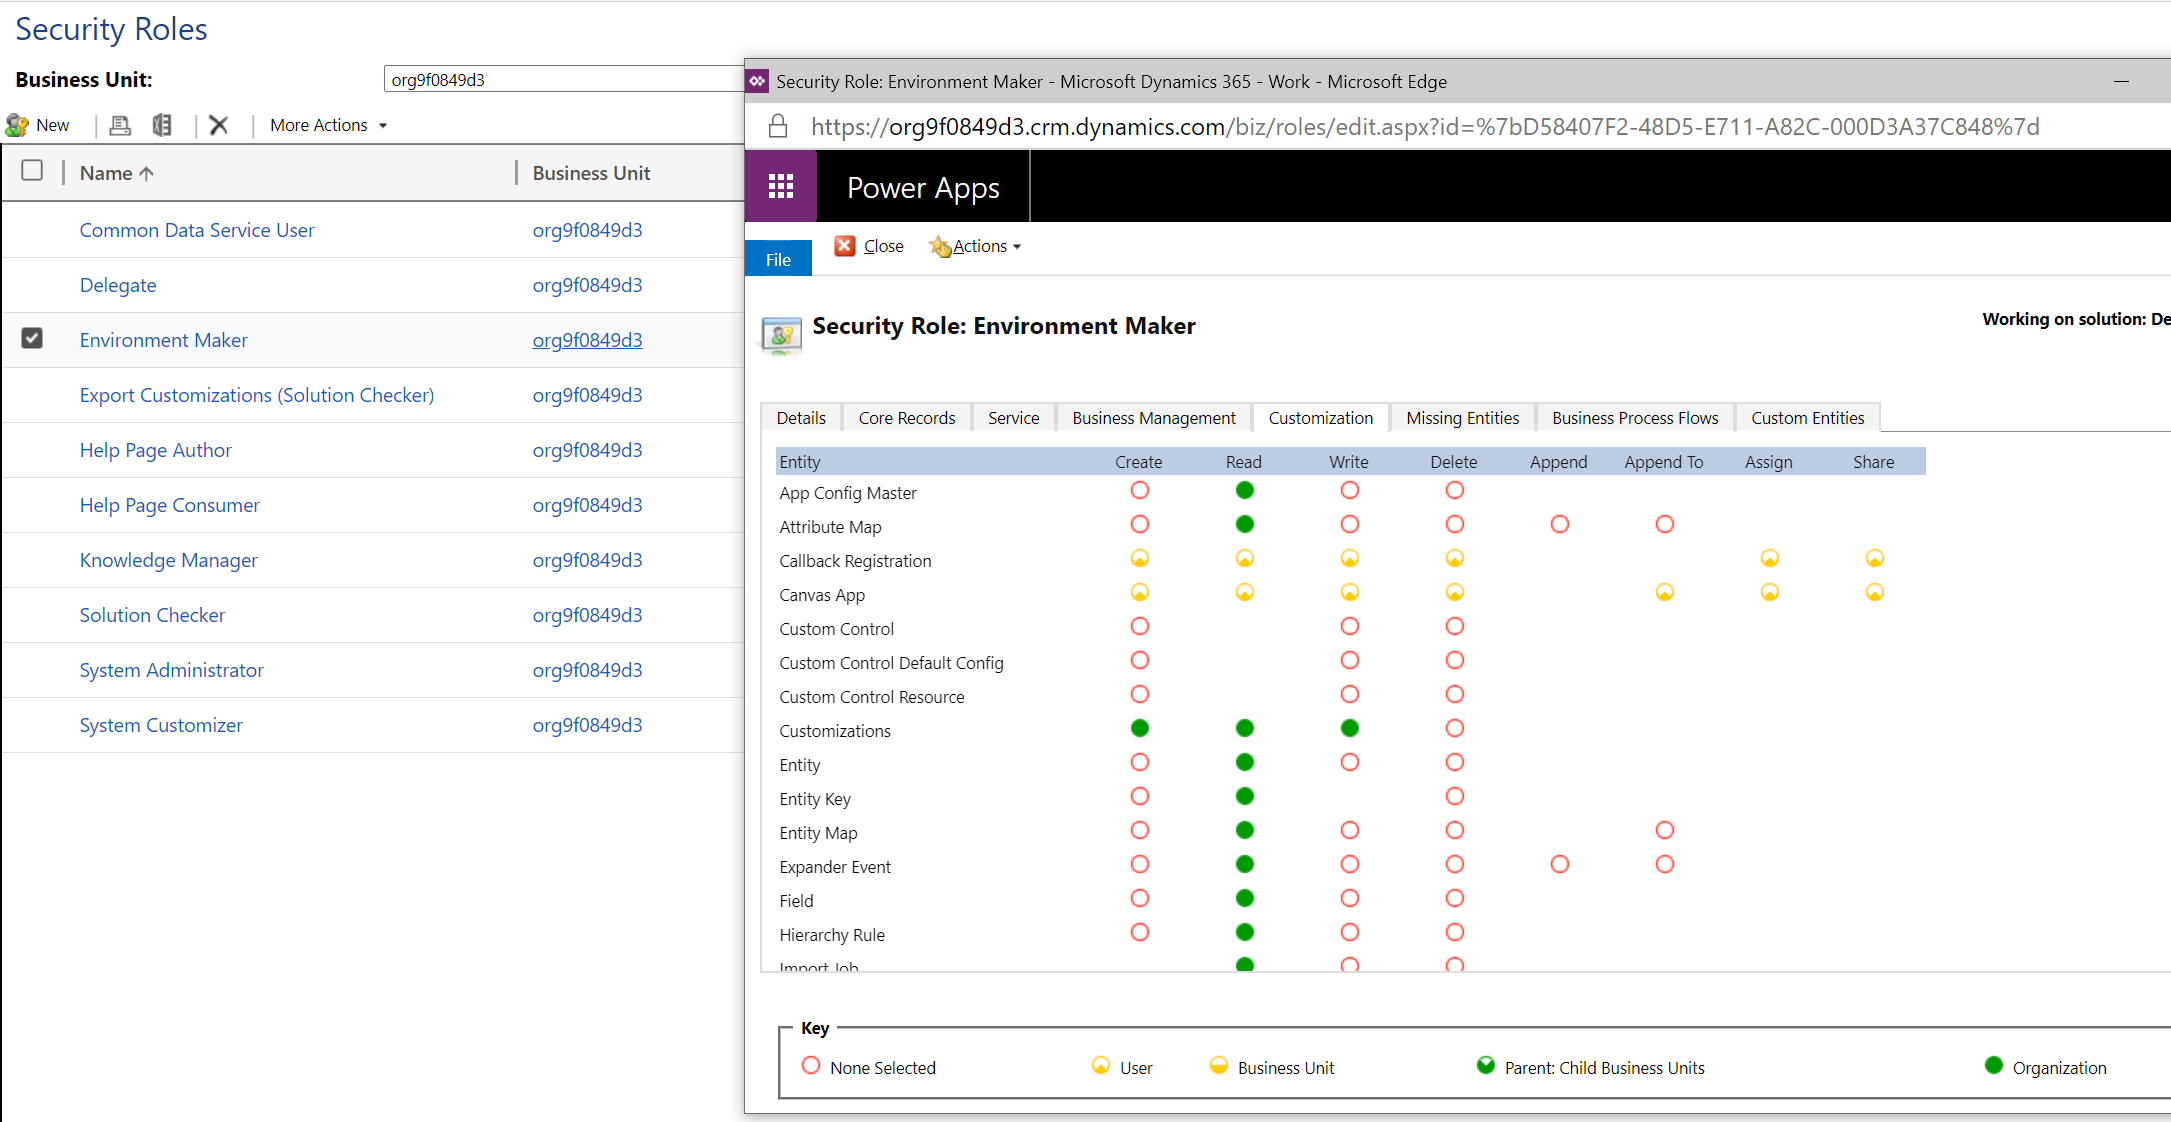 Security Roles
Business Unit:
org9f0849d3
New
More Actions
Name
Business Unit
Common Data Service User
org9f0849d3
Delegate
org9f0849d3
Environment Maker
org9f0849d3
Export Customizations (Solution Checker)
org9f0849d3
Help Page Author
org9f0849d3
Help Page Consumer
org9f0849d3
Knowledge Manager
org9f0849d3
Solution Checker
org9f0849d3
System Administrator
org9f0849d3
System Customizer
org9f0849d3
Security Role: Environment Maker - Microsoft Dynamics 365 - Work - Microsoft Edge
https://org9f0849d3.crm.dynamics.com/biz/roles/edit.aspx?id=%7bD58407F2-48D5-E711-A82C-000D3A37C848%7d
Power Apps
File
Close
Actions
Security Role: Environment Maker
Working on solution: De
Details
Core Records
Service
Business Management
Customization
Missing Entities
Business Process Flows
Custom Entities
Entity Create Read Write Delete Append Append To Assign Share
App Config Master
Attribute Map
Callback Registration
Canvas App
Custom Control
Custom Control Default Config
Custom Control Resource
Customizations
Entity
Entity Key
Entity Map
Expander Event
Field
Hierarchy Rule
Import Job
Key
None Selected
User
Business Unit
Parent: Child Business Units
Organization